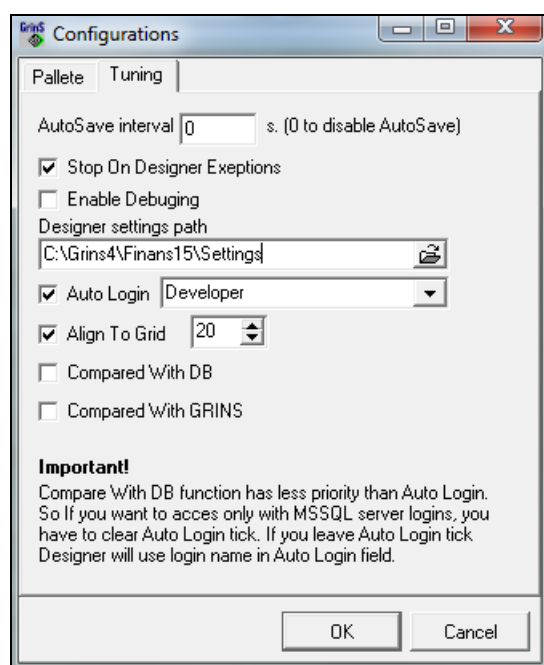 GrinS Configurations
Pallete Tuning
AutoSave interval 0 s. (0 to disable AutoSave)
Stop On Designer Exeptions
Enable Debuging
Designer settings path
C:\Grins4\Finans15\Settings
Auto Login Developer
Align To Grid 20
Compared With DB
Compared With GRINS
Important!
Compare With DB function has less priority than Auto Login.
So If you want to acces only with MSSQL server logins, you
have to clear Auto Login tick. If you leave Auto Login tick
Designer will use login name in Auto Login field.
OK Cancel